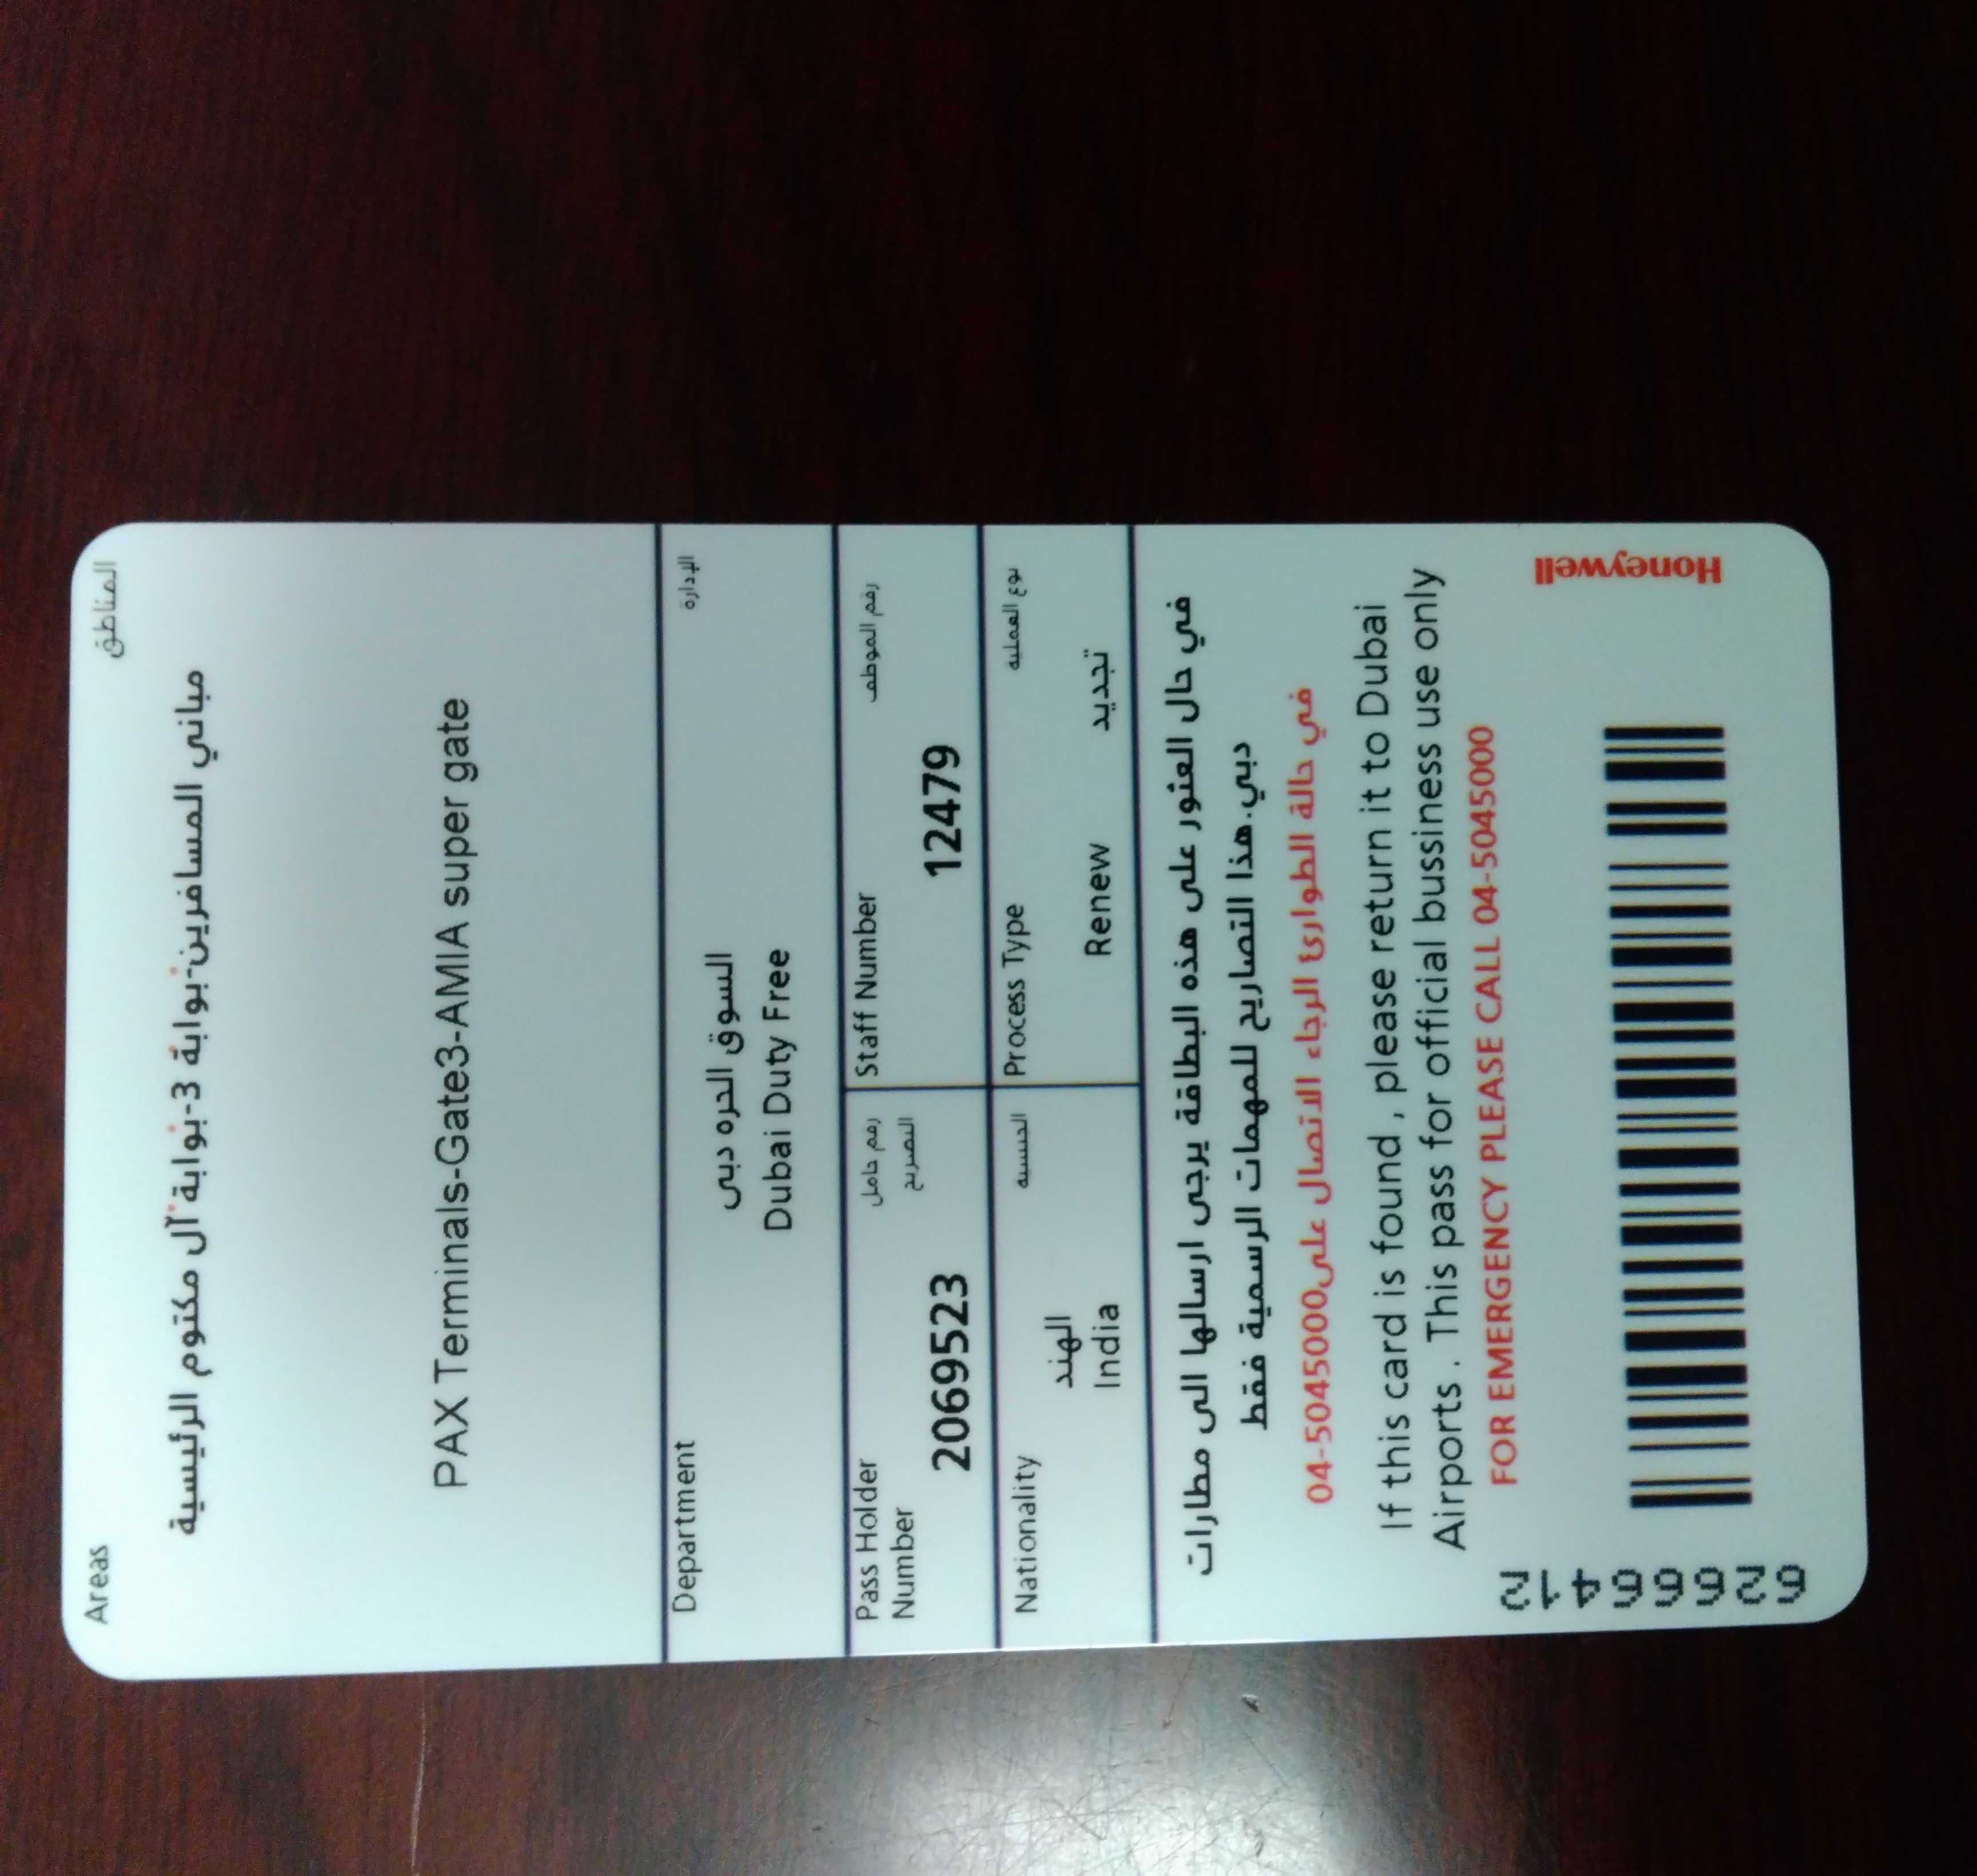 Areas المناطق
مباني المسافرين-بوابة 3-بوابة آل مكتوم الرئيسية
PAX Terminals-Gate3-AMIA super gate
Department الإدارة
السوق الحره دبى
Dubai Duty Free
Pass Holder Number رقم حامل التصريح
2069523
Staff Number رقم الموظف
12479
Nationality الجنسية
الهند
India
Process Type نوع العملية
تجديد
Renew
في حال العثور على هذه البطاقة يرجى ارسالها الى مطارات
دبي.هذا التصاريح للمهمات الرسمية فقط
في حالة الطوارئ الرجاء الاتصال على04-5045000
If this card is found , please return it to Dubai
Airports . This pass for official bussiness use only
FOR EMERGENCY PLEASE CALL 04-5045000
Honeywell